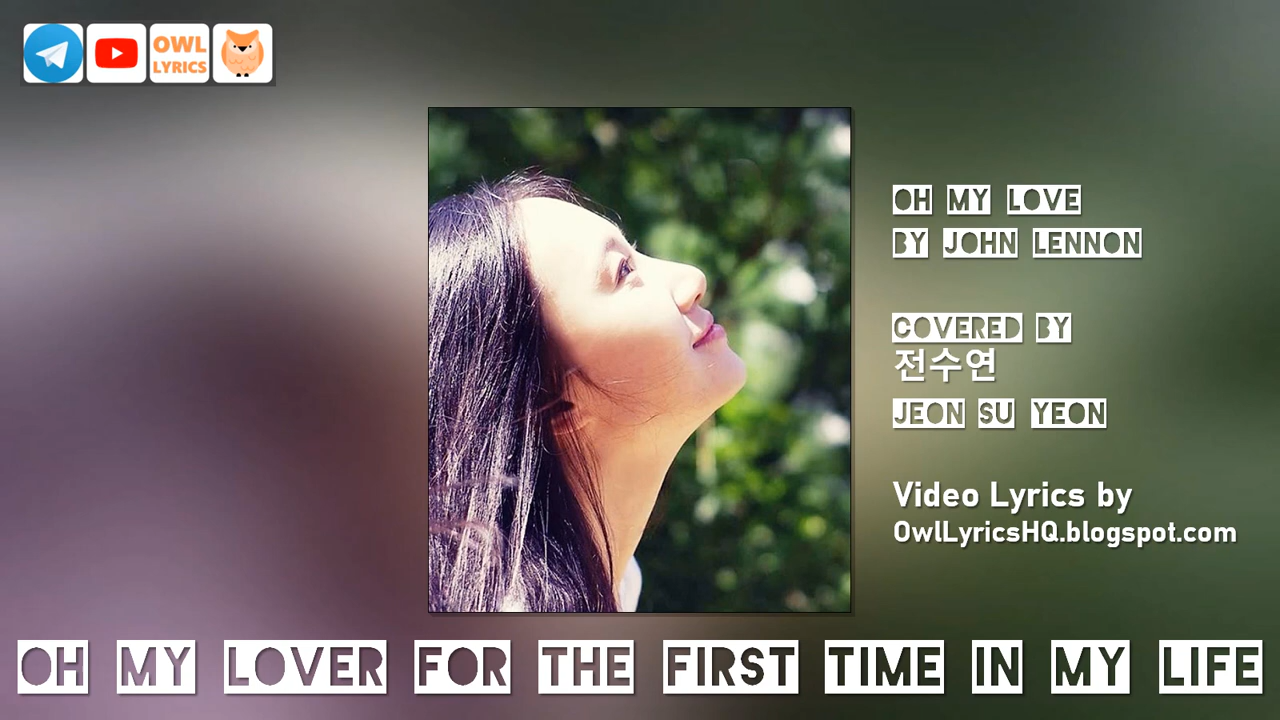 OWL
LYRICS
OH MY LOVE
BY JOHN LENNON
COVERED BY
전수연
JEON SU YEON
Video Lyrics by
OwlLyricsHQ.blogspot.com
OH MY LOVER FOR THE FIRST TIME IN MY LIFE